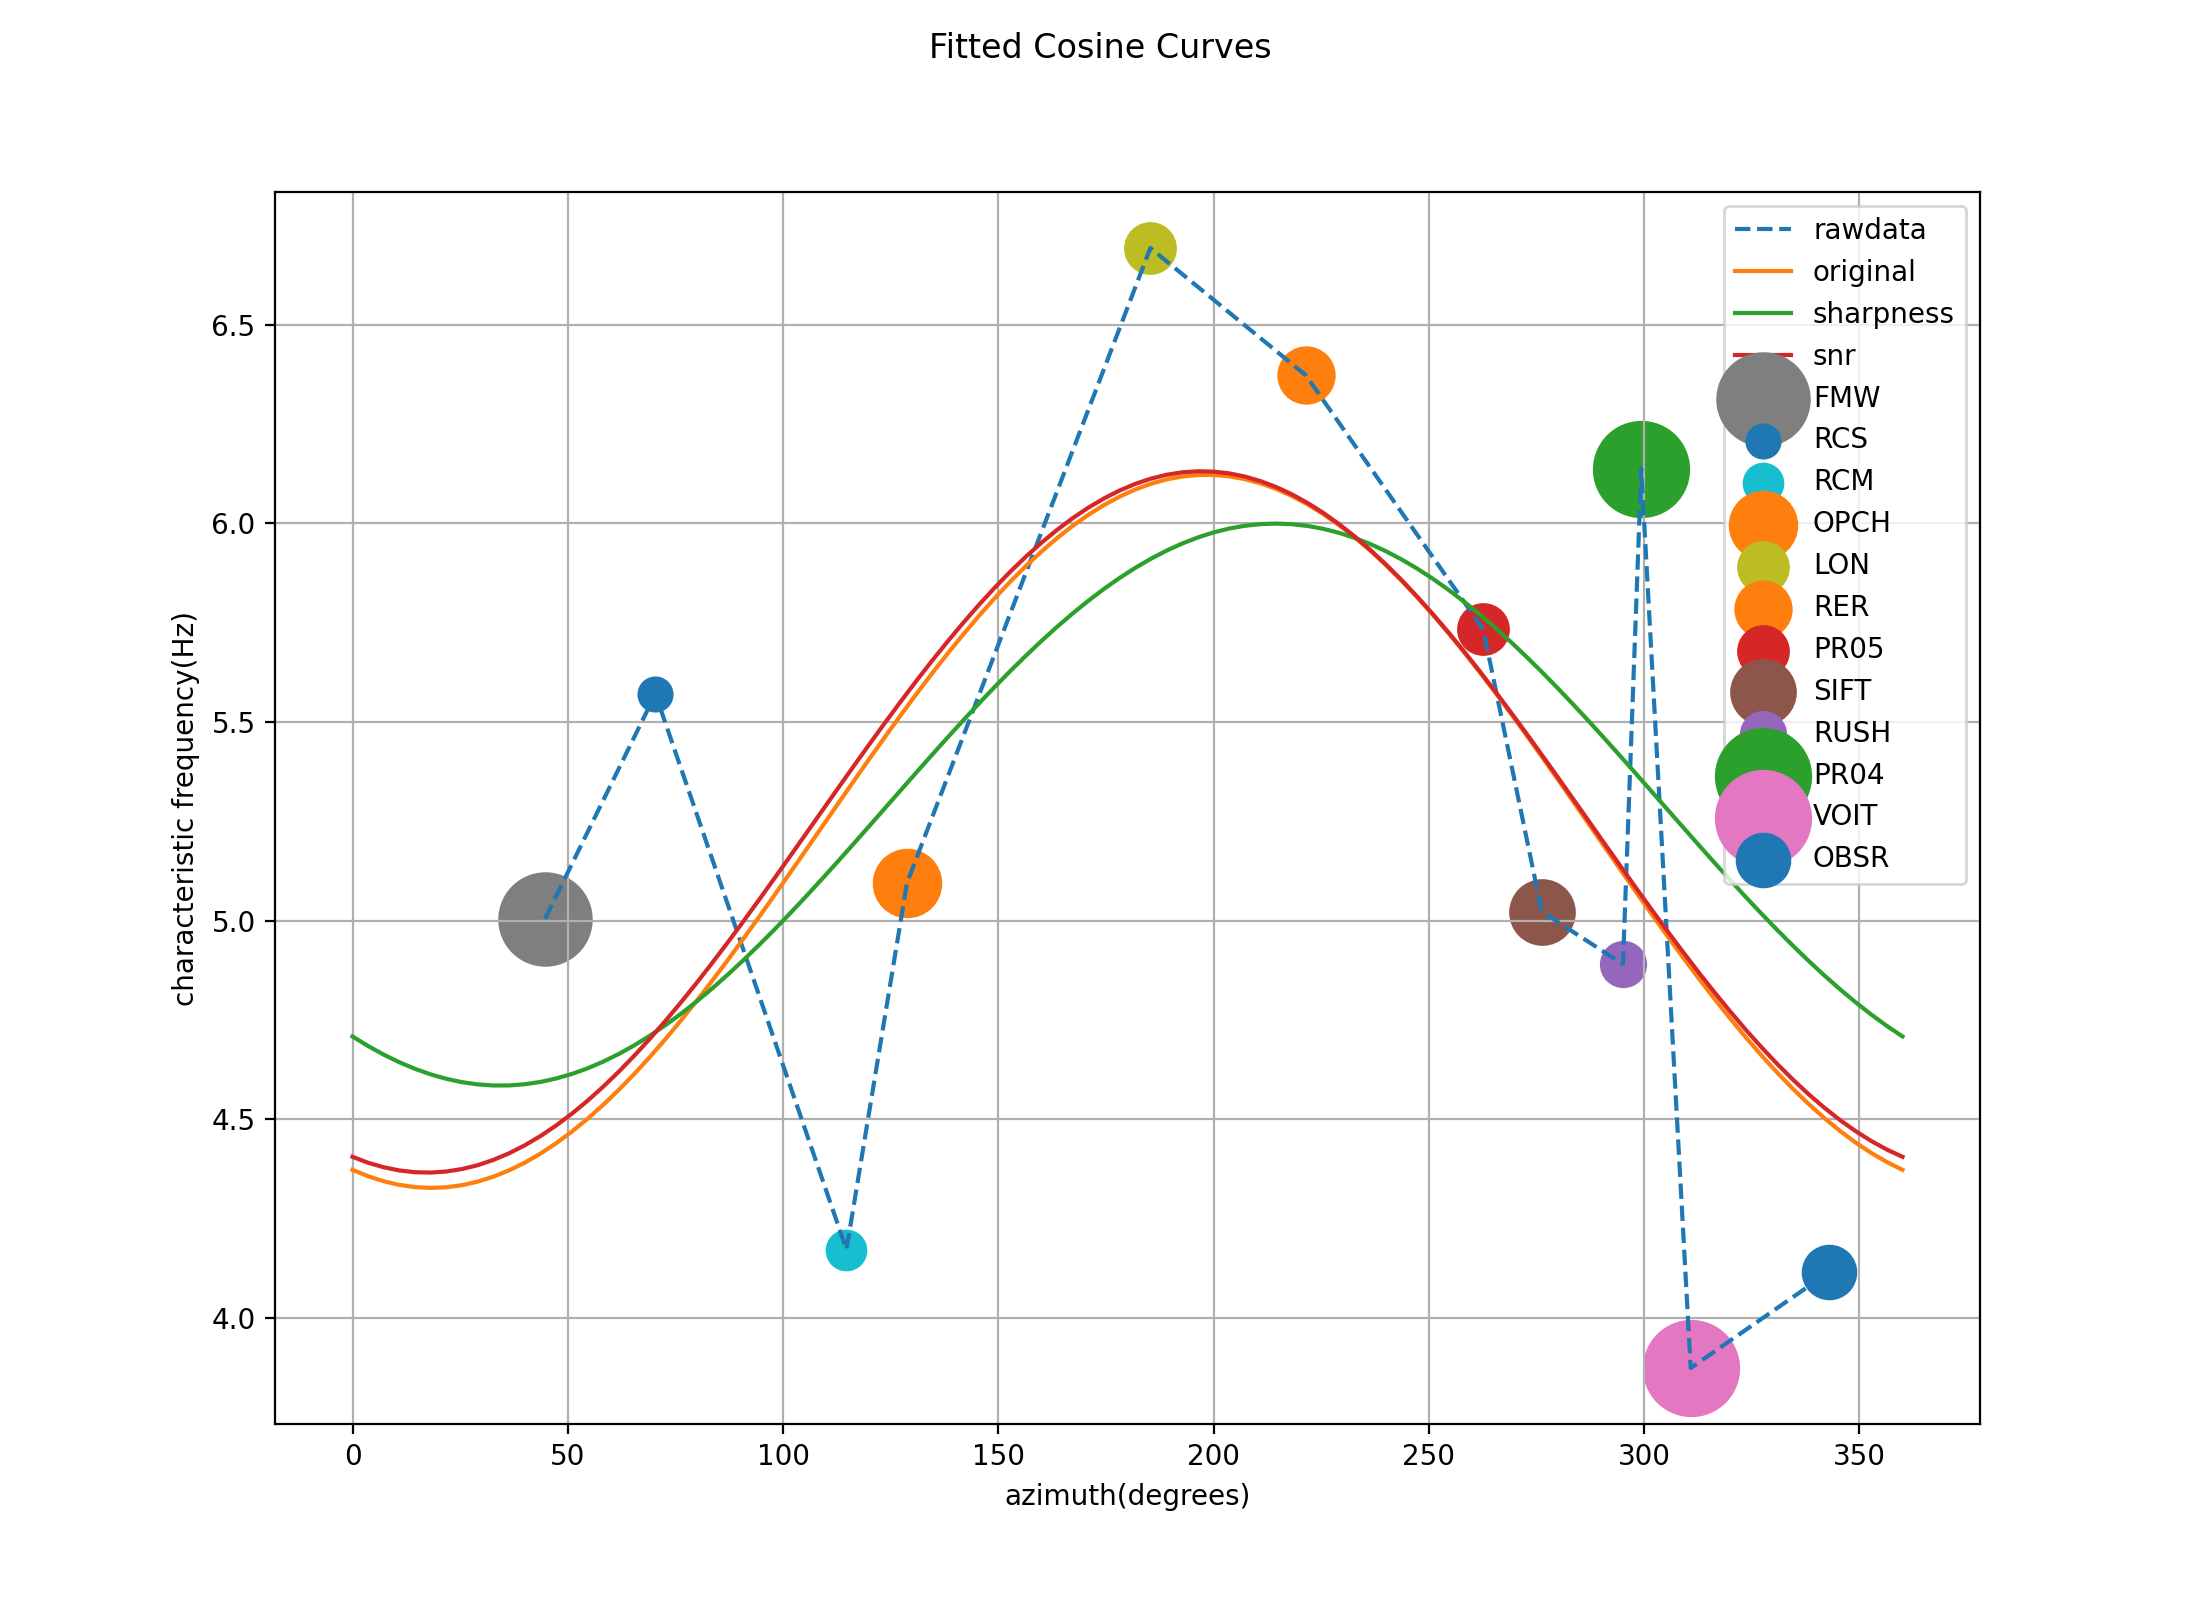 Fitted Cosine Curves
characteristic frequency(Hz)
6.5
6.0
5.5
5.0
4.5
4.0
0 50 100 150 200 250 300 350
azimuth(degrees)
rawdata
original
sharpness
snr
FMW
RCS
RCM
OPCH
LON
RER
PR05
SIFT
RUSH
PR04
VOIT
OBSR